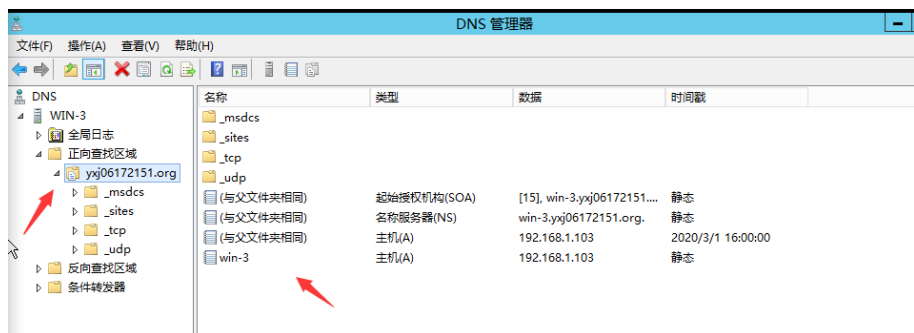 DNS 管理器
文件(F) 操作(A) 查看(V) 帮助(H)
DNS
WIN-3
全局日志
正向查找区域
yxj06172151.org
_msdcs
_sites
_tcp
_udp
反向查找区域
条件转发器
名称 类型 数据 时间戳
_msdcs
_sites
_tcp
_udp
(与父文件夹相同) 起始授权机构(SOA) [15], win-3.yxj06172151.... 静态
(与父文件夹相同) 名称服务器(NS) win-3.yxj06172151.org. 静态
(与父文件夹相同) 主机(A) 192.168.1.103 2020/3/1 16:00:00
win-3 主机(A) 192.168.1.103 静态